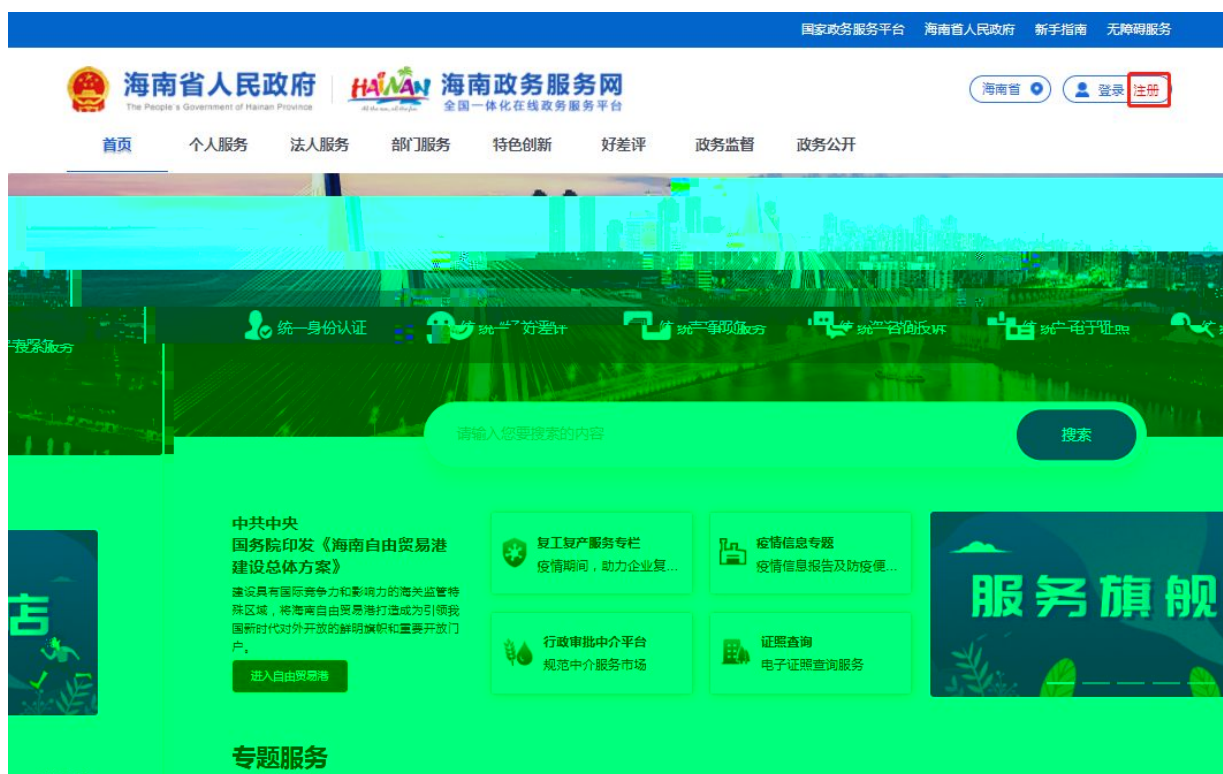 国家政务服务平台 海南省人民政府 新手指南 无障碍服务
海南省人民政府 HAINAN 海南政务服务网
The People's Government of Hainan Province 全国一体化在线政务服务平台
海南省 登录 注册
首页 个人服务 法人服务 部门服务 特色创新 好差评 政务监督 政务公开
统一身份认证
请输入您要搜索的内容 搜索
中共中央
国务院印发《海南自由贸易港
建设总体方案》
建设具有国际竞争力和影响力的海关监管特
殊区域，将海南自由贸易港打造成为引领我
国新时代对外开放的鲜明旗帜和重要开放门
户。
进入自由贸易港
复工复产服务专栏
疫情期间，助力企业复...
疫情信息专题
疫情信息报告及防疫便...
行政审批中介平台
规范中介服务市场
证照查询
电子证照查询服务
服务旗舰
店
专题服务